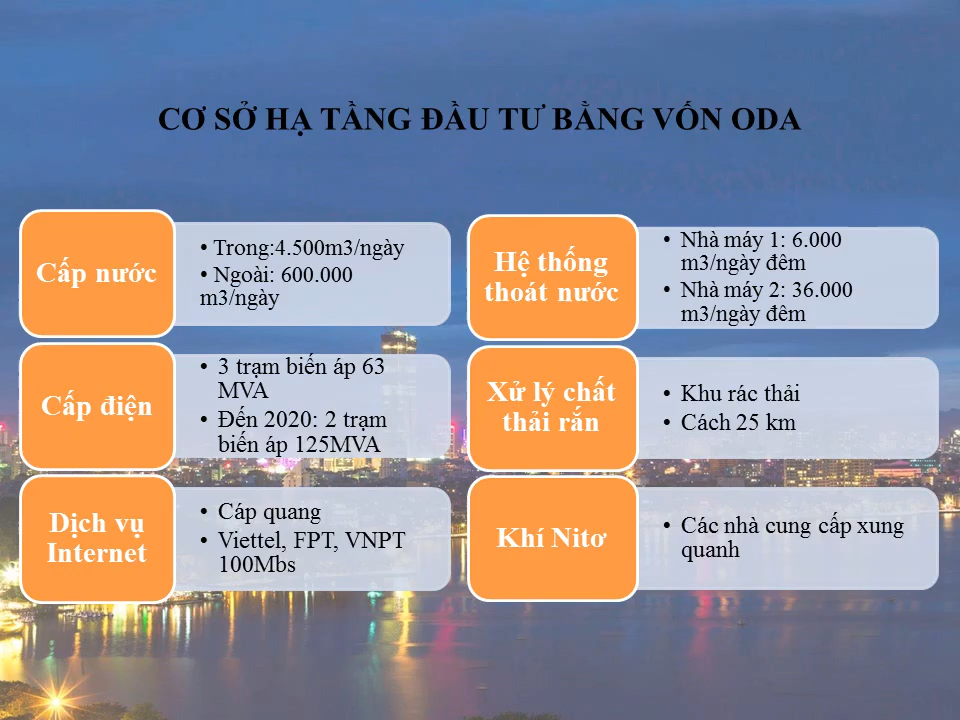 CƠ SỞ HẠ TẦNG ĐẦU TƯ BẰNG VỐN ODA
Cấp nước
• Trong:4.500m3/ngày
• Ngoài: 600.000
m3/ngày
Cấp điện
• 3 trạm biến áp 63
MVA
• Đến 2020: 2 trạm
biến áp 125MVA
Dịch vụ
Internet
• Cáp quang
• Viettel, FPT, VNPT
100Mbs
Hệ thống
thoát nước
• Nhà máy 1: 6.000
m3/ngày đêm
• Nhà máy 2: 36.000
m3/ngày đêm
Xử lý chất
thải rắn
• Khu rác thải
• Cách 25 km
Khí Nitơ
• Các nhà cung cấp xung
quanh